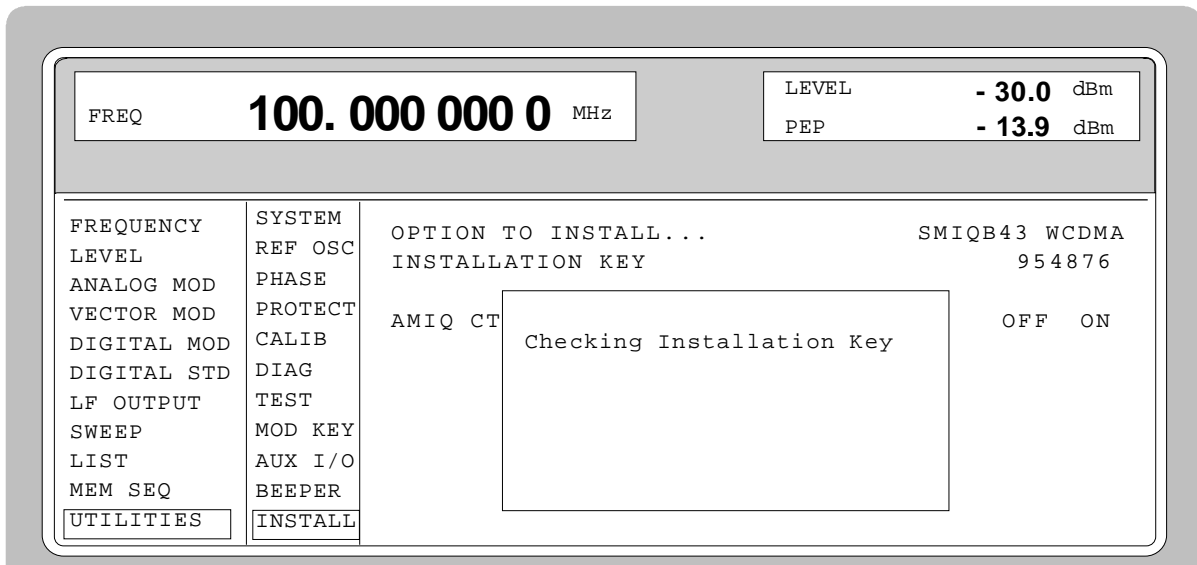 FREQ 100. 000 000 0 MHz
LEVEL - 30.0 dBm
PEP - 13.9 dBm
FREQUENCY
LEVEL
ANALOG MOD
VECTOR MOD
DIGITAL MOD
DIGITAL STD
LF OUTPUT
SWEEP
LIST
MEM SEQ
UTILITIES
SYSTEM
REF OSC
PHASE
PROTECT
CALIB
DIAG
TEST
MOD KEY
AUX I/O
BEEPER
INSTALL
OPTION TO INSTALL... SMIQB43 WCDMA
INSTALLATION KEY 954876
AMIQ CT OFF ON
Checking Installation Key